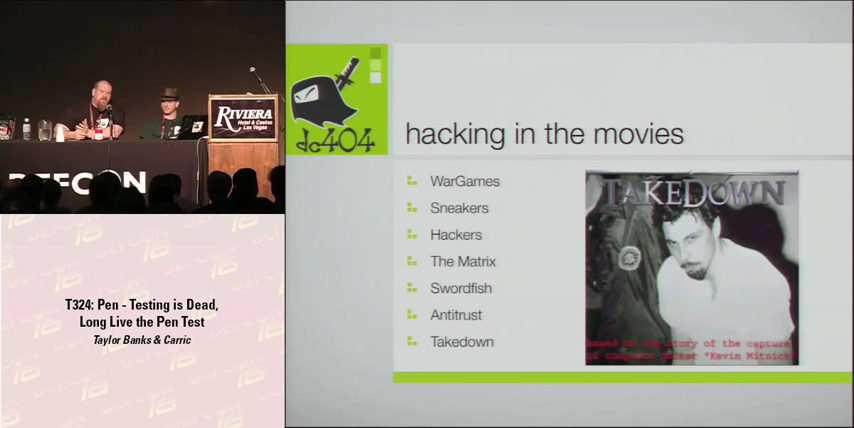 RIVIERA
Hotel & Casino
Las Vegas
DEFCON
T324: Pen - Testing is Dead,
Long Live the Pen Test
Taylor Banks & Carric
dc404
hacking in the movies
WarGames
Sneakers
Hackers
The Matrix
Swordfish
Antitrust
Takedown
TAKEDOWN
based on the story of the capture
of computer hacker "Kevin Mitnick"